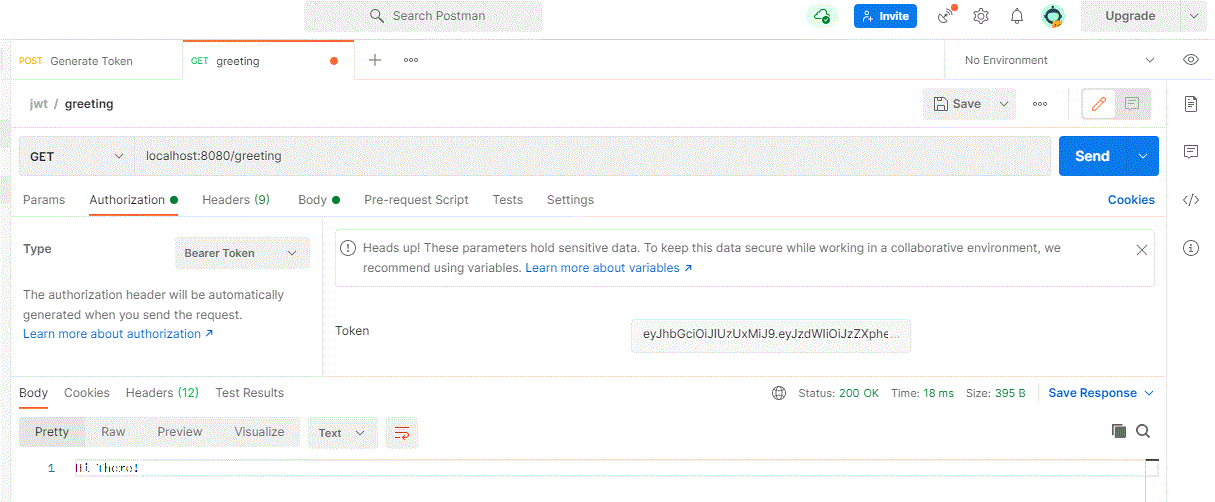 Search Postman
Invite
Upgrade
POST Generate Token
GET greeting
No Environment
jwt / greeting
Save
GET
localhost:8080/greeting
Send
Params
Authorization
Headers (9)
Body
Pre-request Script
Tests
Settings
Cookies
Type
Bearer Token
The authorization header will be automatically
generated when you send the request.
Learn more about authorization ↗
Heads up! These parameters hold sensitive data. To keep this data secure while working in a collaborative environment, we
recommend using variables. Learn more about variables ↗
Token
eyJhbGciOiJIUzUxMiJ9.eyJzdWIiOiJzZXphe...
Body
Cookies
Headers (12)
Test Results
Status: 200 OK
Time: 18 ms
Size: 395 B
Save Response
Pretty
Raw
Preview
Visualize
Text
1
Hi There!